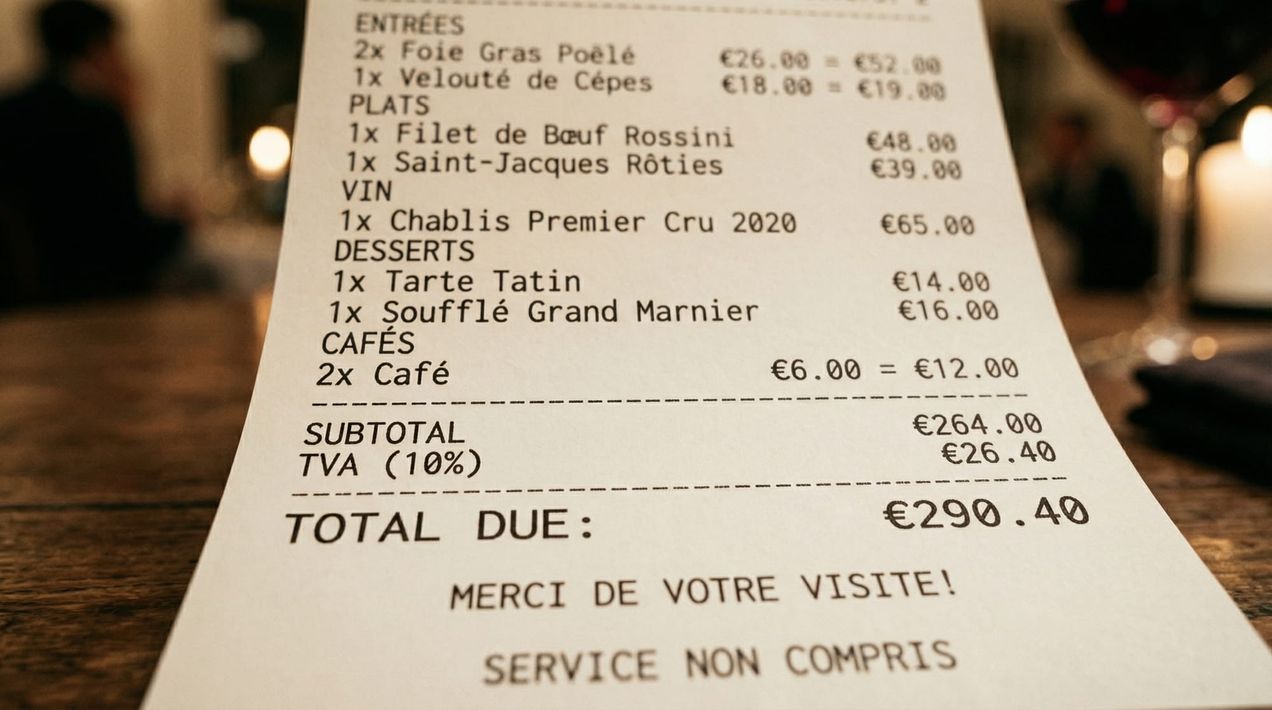 ENTRÉES
2x Foie Gras Poêlé €26.00 = €52.00
1x Velouté de Cépes €18.00 = €19.00
PLATS
1x Filet de Bœuf Rossini €48.00
1x Saint-Jacques Rôties €39.00
VIN
1x Chablis Premier Cru 2020 €65.00
DESSERTS
1x Tarte Tatin €14.00
1x Soufflé Grand Marnier €16.00
CAFÉS
2x Café €6.00 = €12.00
SUBTOTAL €264.00
TVA (10%) €26.40
TOTAL DUE: €290.40
MERCI DE VOTRE VISITE!
SERVICE NON COMPRIS